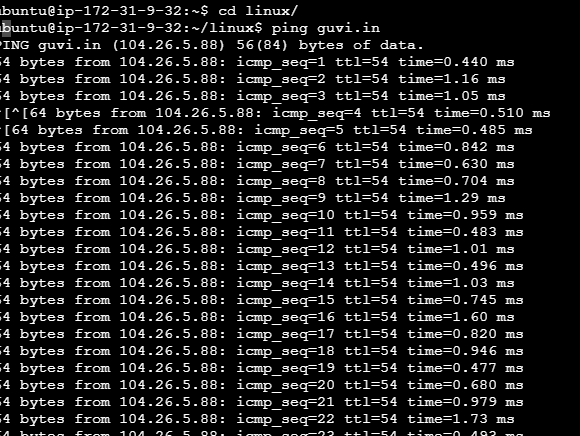 ubuntu@ip-172-31-9-32:~$ cd linux/
ubuntu@ip-172-31-9-32:~/linux$ ping guvi.in
PING guvi.in (104.26.5.88) 56(84) bytes of data.
64 bytes from 104.26.5.88: icmp_seq=1 ttl=54 time=0.440 ms
64 bytes from 104.26.5.88: icmp_seq=2 ttl=54 time=1.16 ms
64 bytes from 104.26.5.88: icmp_seq=3 ttl=54 time=1.05 ms
^[^[64 bytes from 104.26.5.88: icmp_seq=4 ttl=54 time=0.510 ms
^[64 bytes from 104.26.5.88: icmp_seq=5 ttl=54 time=0.485 ms
64 bytes from 104.26.5.88: icmp_seq=6 ttl=54 time=0.842 ms
64 bytes from 104.26.5.88: icmp_seq=7 ttl=54 time=0.630 ms
64 bytes from 104.26.5.88: icmp_seq=8 ttl=54 time=0.704 ms
64 bytes from 104.26.5.88: icmp_seq=9 ttl=54 time=1.29 ms
64 bytes from 104.26.5.88: icmp_seq=10 ttl=54 time=0.959 ms
64 bytes from 104.26.5.88: icmp_seq=11 ttl=54 time=0.483 ms
64 bytes from 104.26.5.88: icmp_seq=12 ttl=54 time=1.01 ms
64 bytes from 104.26.5.88: icmp_seq=13 ttl=54 time=0.496 ms
64 bytes from 104.26.5.88: icmp_seq=14 ttl=54 time=1.03 ms
64 bytes from 104.26.5.88: icmp_seq=15 ttl=54 time=0.745 ms
64 bytes from 104.26.5.88: icmp_seq=16 ttl=54 time=1.60 ms
64 bytes from 104.26.5.88: icmp_seq=17 ttl=54 time=0.820 ms
64 bytes from 104.26.5.88: icmp_seq=18 ttl=54 time=0.946 ms
64 bytes from 104.26.5.88: icmp_seq=19 ttl=54 time=0.477 ms
64 bytes from 104.26.5.88: icmp_seq=20 ttl=54 time=0.680 ms
64 bytes from 104.26.5.88: icmp_seq=21 ttl=54 time=0.979 ms
64 bytes from 104.26.5.88: icmp_seq=22 ttl=54 time=1.73 ms
64 bytes from 104.26.5.88: icmp_seq=23 ttl=54 time=0.493 ms